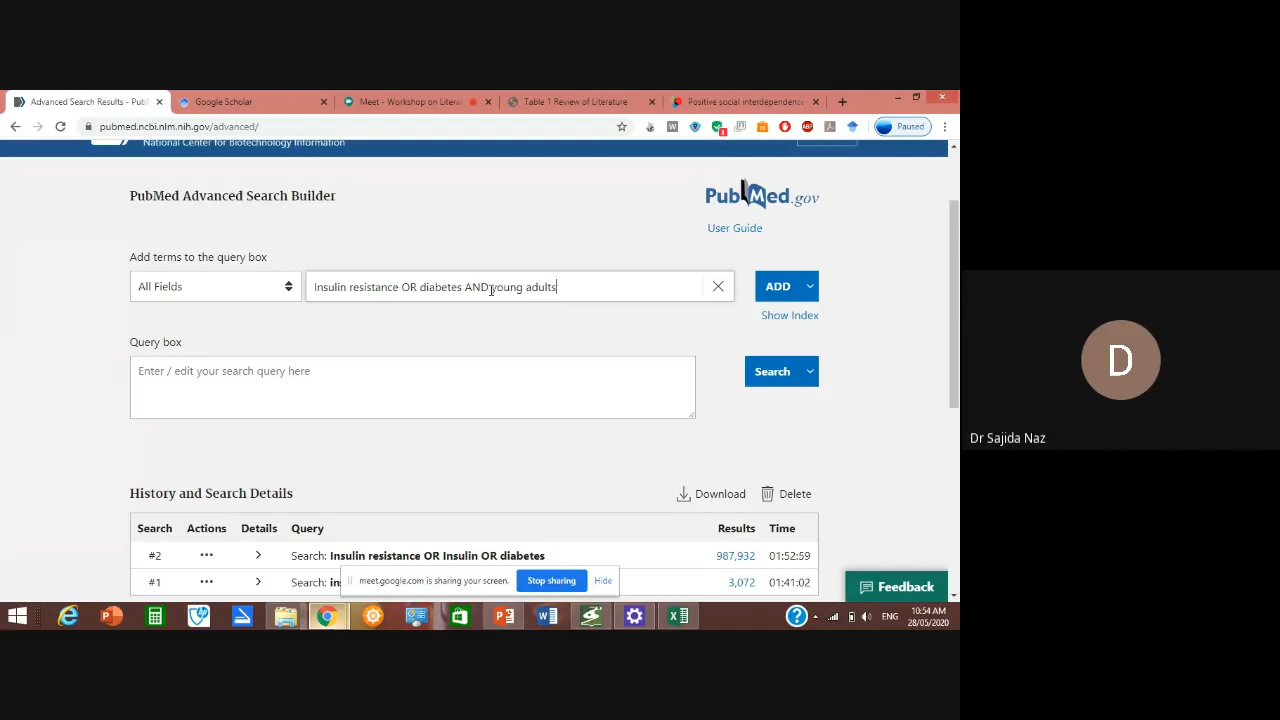 Advanced Search Results - Publ
Google Scholar
Meet - Workshop on Litera
Table 1 Review of Literature
Positive social interdependence
pubmed.ncbi.nlm.nih.gov/advanced/
ABP
Paused
National Center for Biotechnology Information
PubMed Advanced Search Builder
PubMed.gov
User Guide
Add terms to the query box
All Fields
Insulin resistance OR diabetes AND young adults
ADD
Show Index
Query box
Enter / edit your search query here
Search
History and Search Details
Download
Delete
Search Actions Details Query Results Time
#2 Search: Insulin resistance OR Insulin OR diabetes 987,932 01:52:59
#1 Search: in 3,072 01:41:02
meet.google.com is sharing your screen. Stop sharing Hide
Feedback
ENG
10:54 AM
28/05/2020
D
Dr Sajida Naz